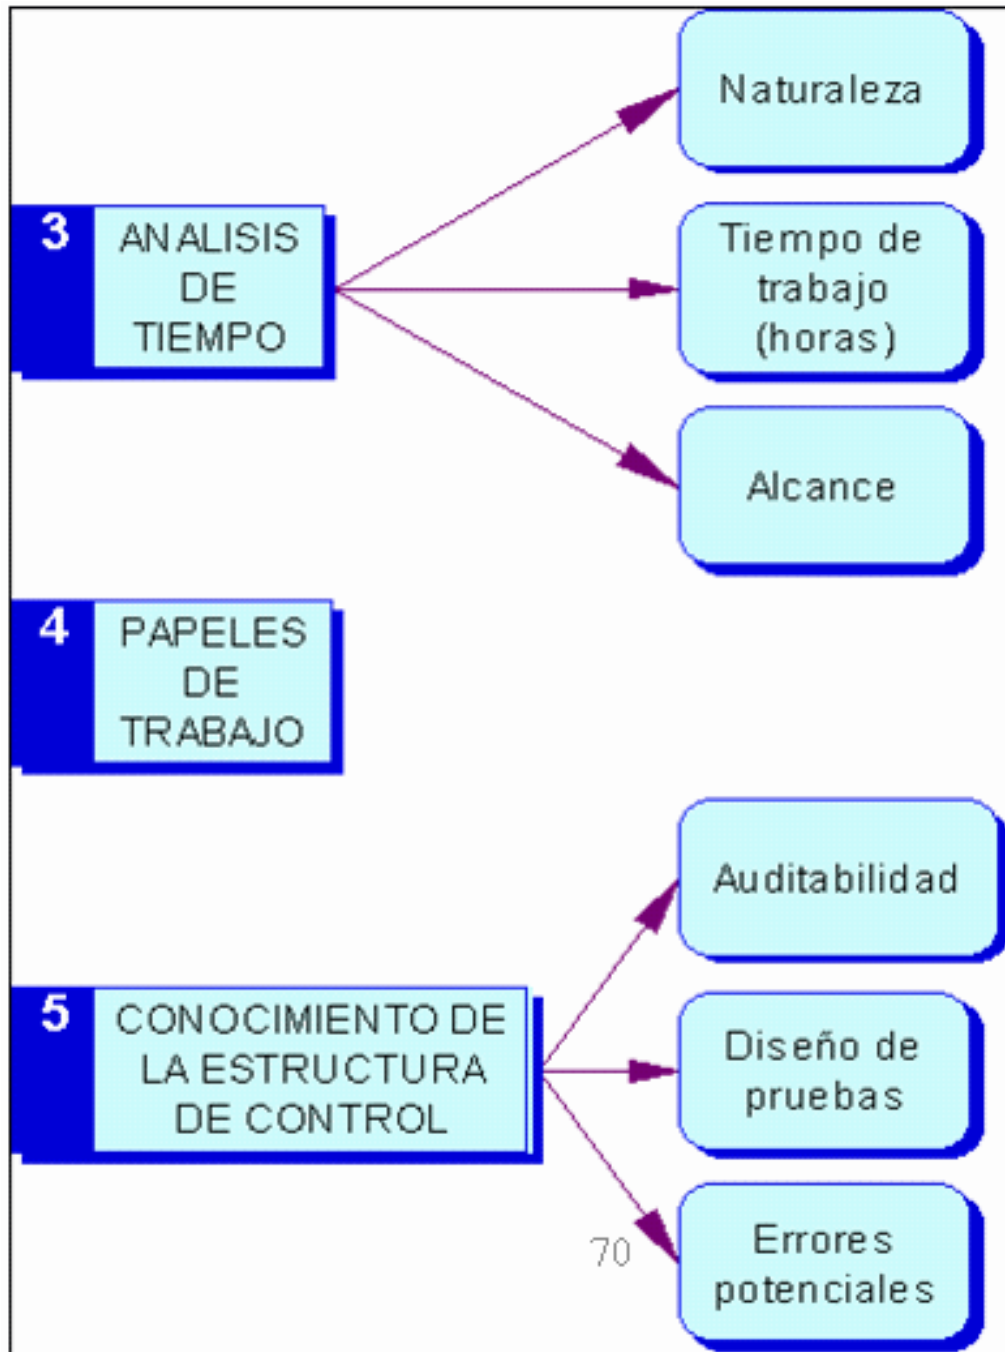 Naturaleza
3
ANALISIS
DE
TIEMPO
Tiempo de
trabajo
(horas)
Alcance
4
PAPELES
DE
TRABAJO
Auditabilidad
5
CONOCIMIENTO DE
LA ESTRUCTURA
DE CONTROL
Diseño de
pruebas
Errores
potenciales
70